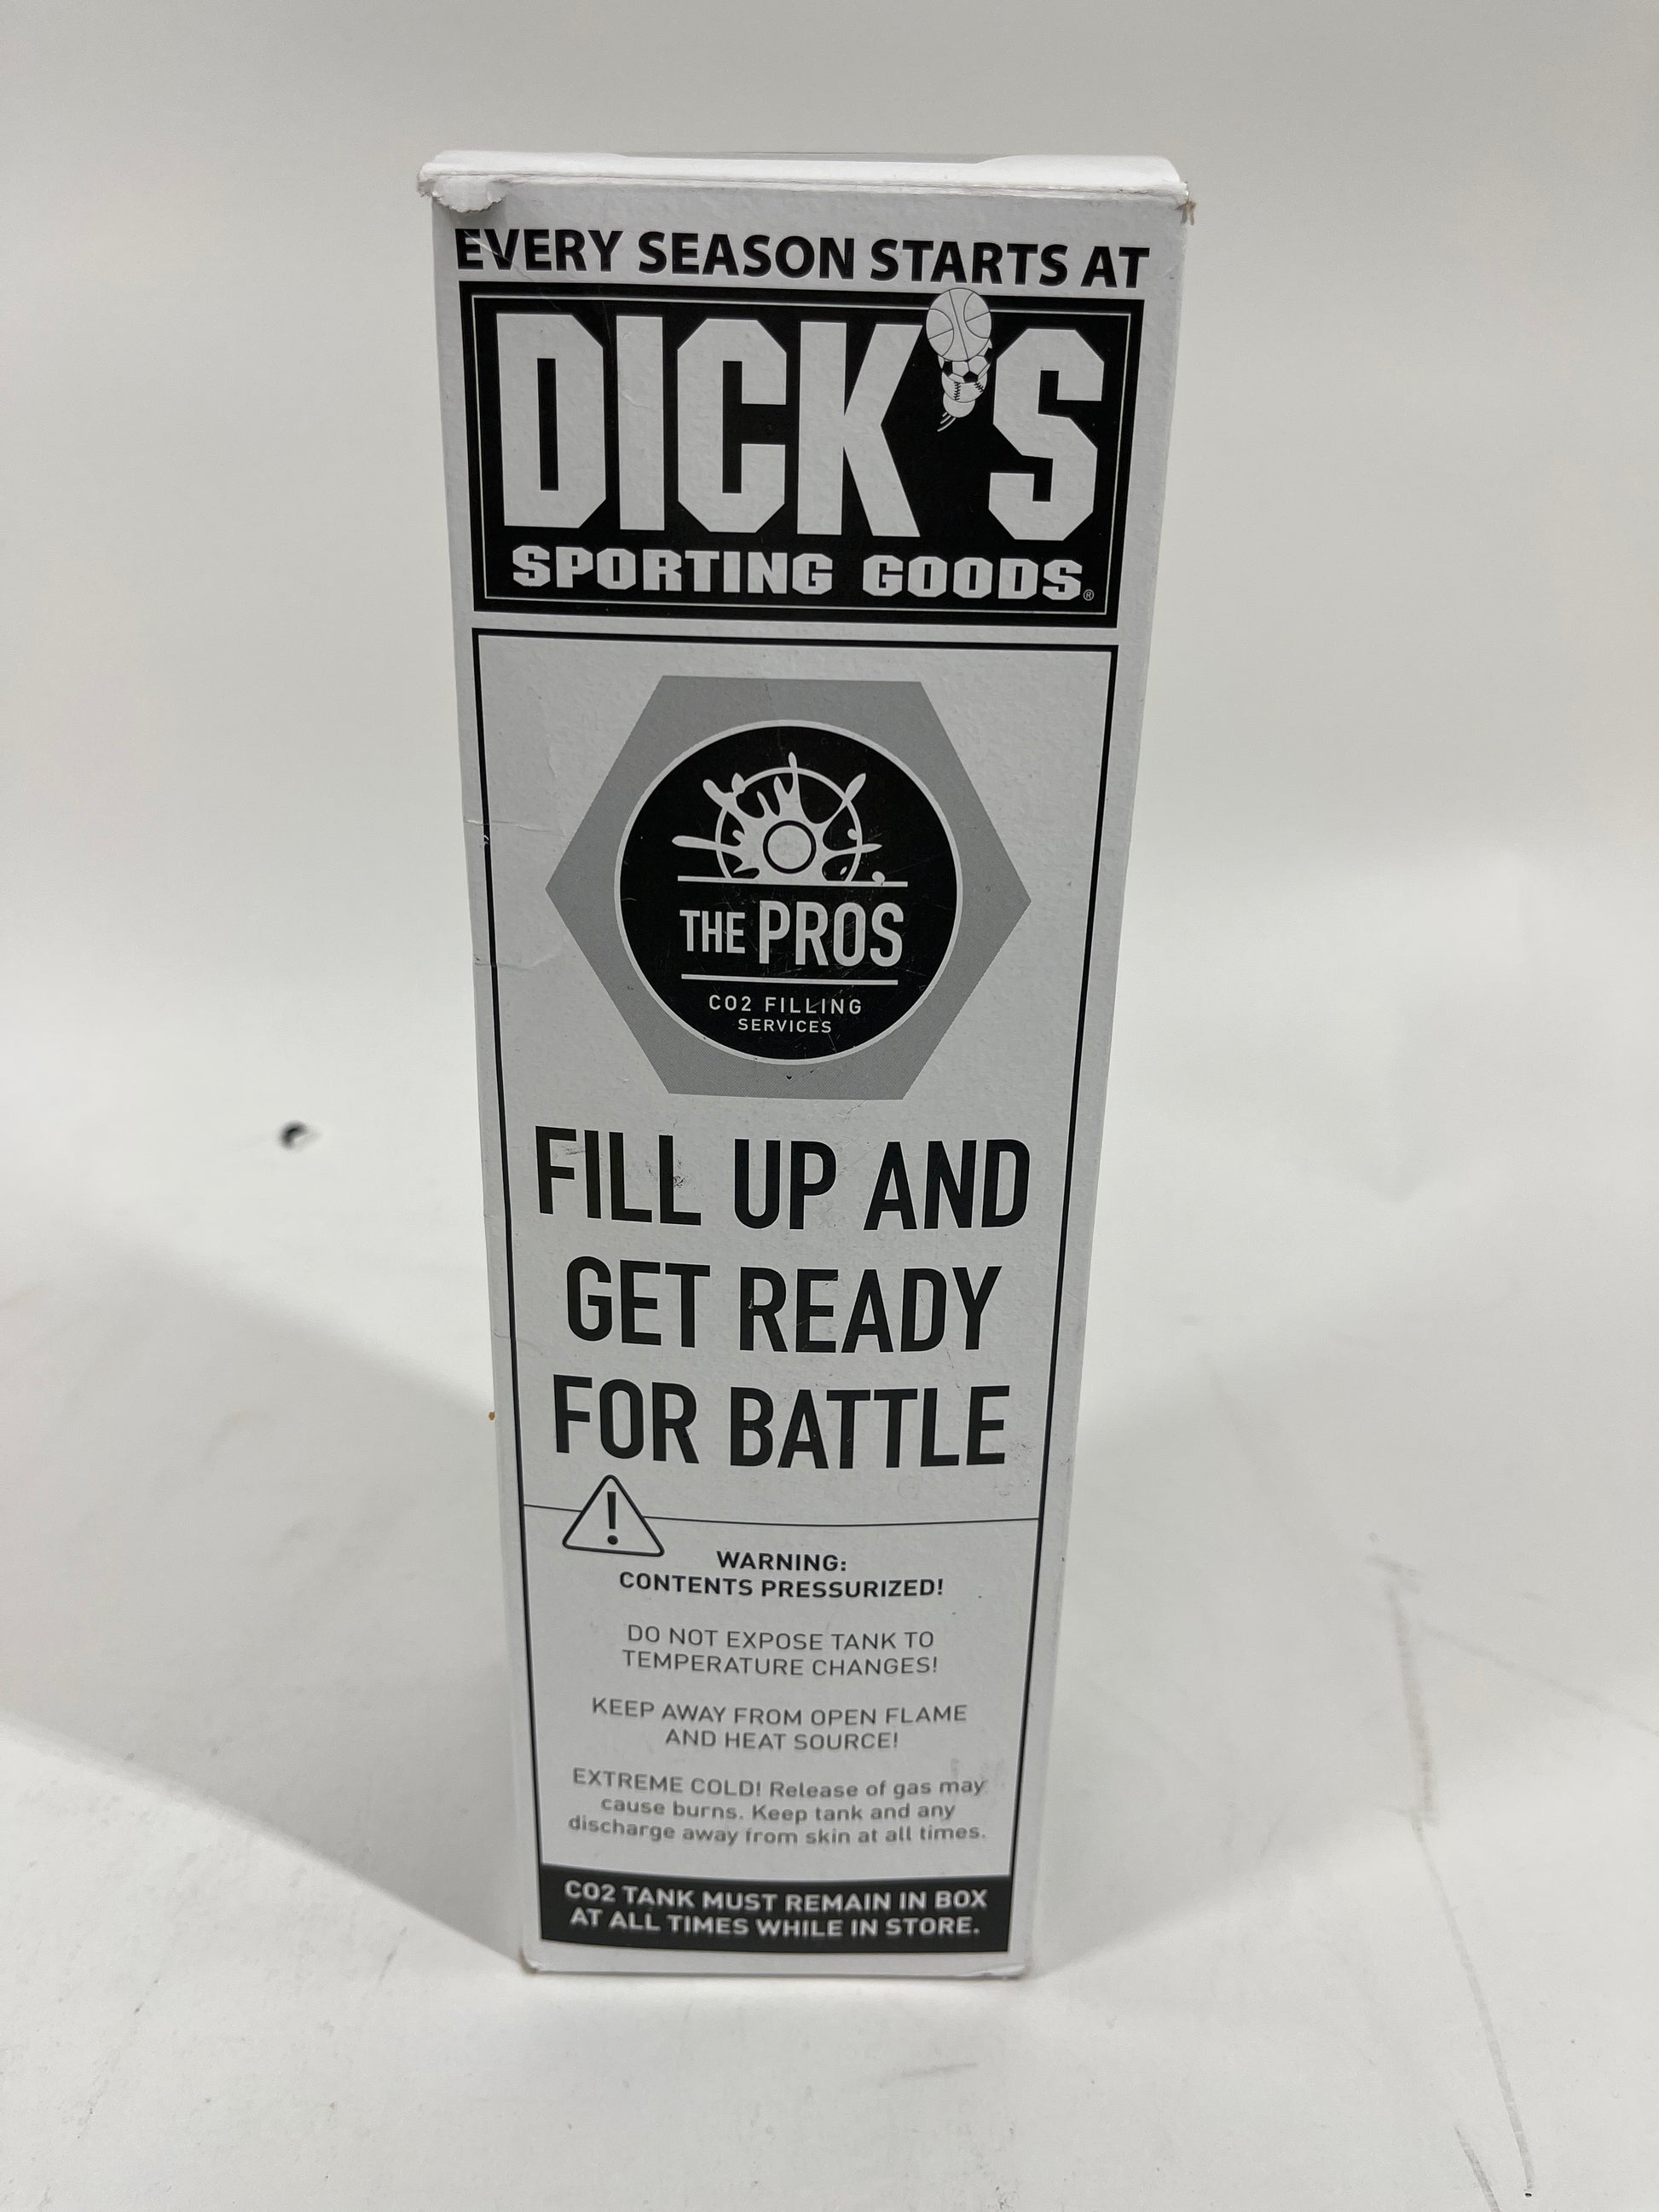 EVERY SEASON STARTS AT
DICK'S
SPORTING GOODS®
THE PROS
CO2 FILLING
SERVICES
FILL UP AND
GET READY
FOR BATTLE
!
WARNING:
CONTENTS PRESSURIZED!
DO NOT EXPOSE TANK TO
TEMPERATURE CHANGES!
KEEP AWAY FROM OPEN FLAME
AND HEAT SOURCE!
EXTREME COLD! Release of gas may
cause burns. Keep tank and any
discharge away from skin at all times.
CO2 TANK MUST REMAIN IN BOX
AT ALL TIMES WHILE IN STORE.